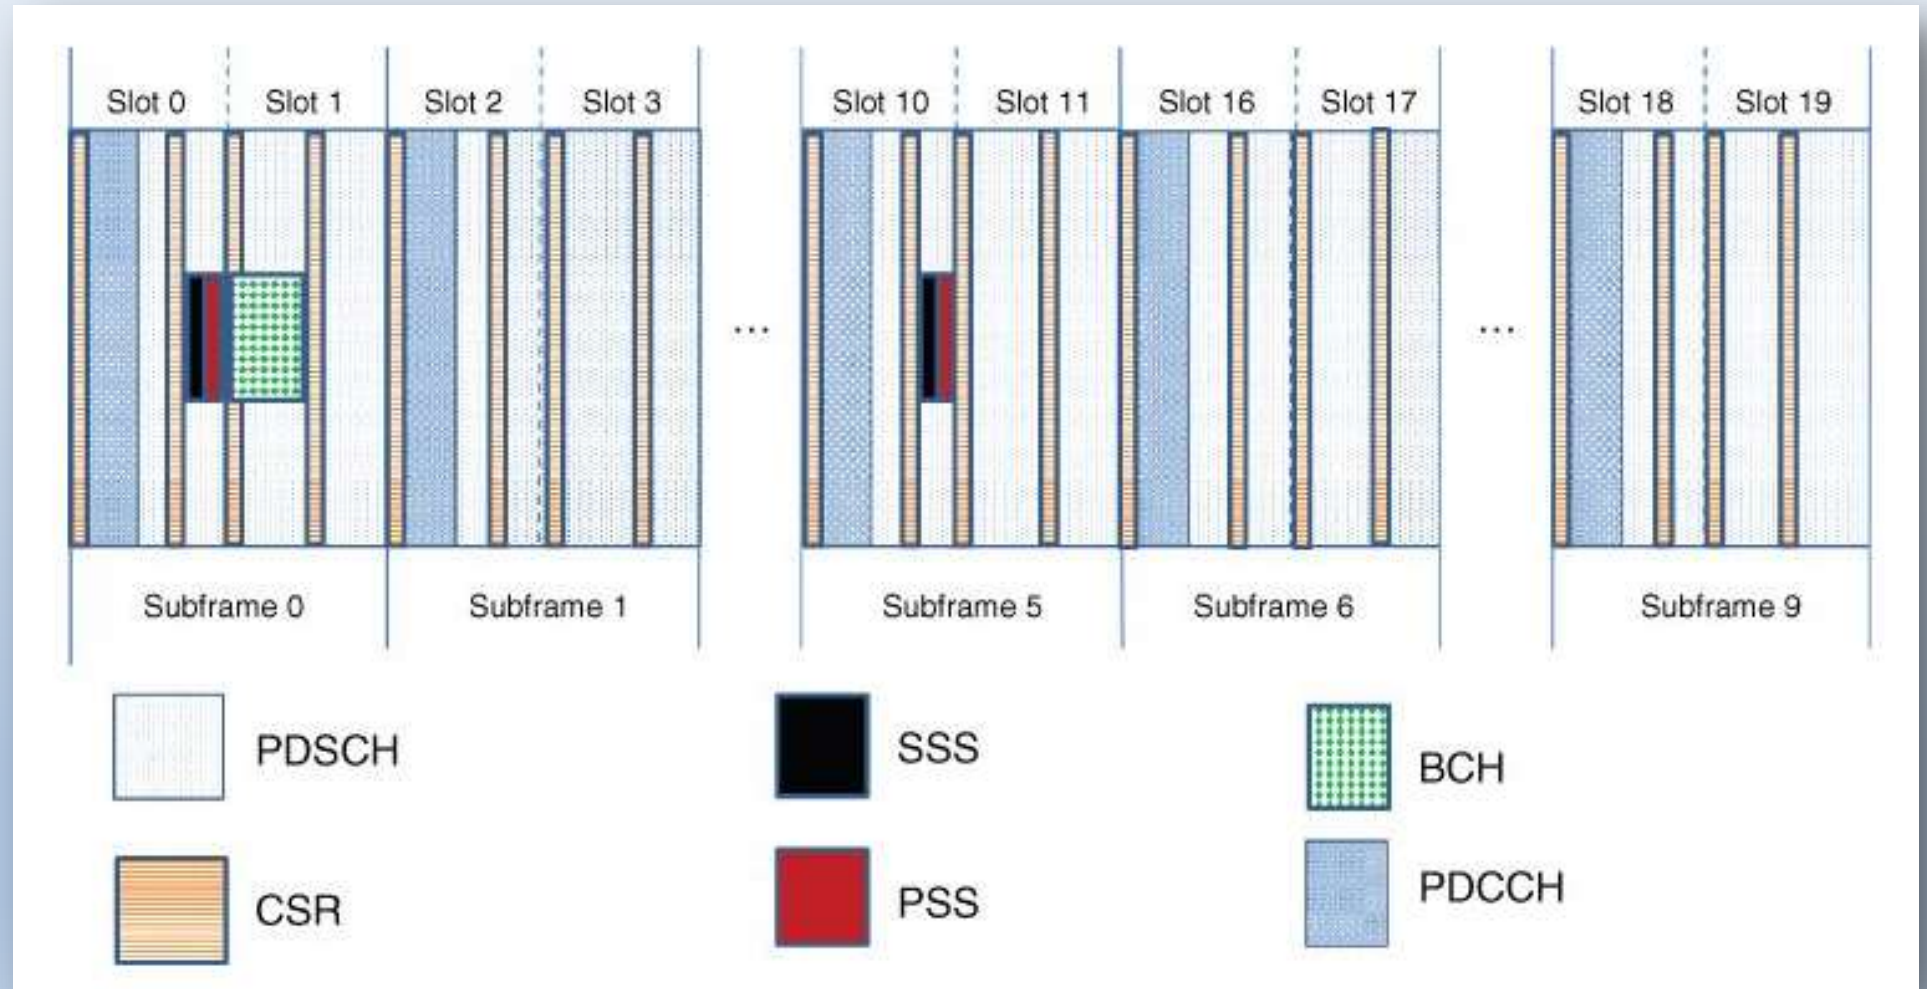 Slot 0 Slot 1 Slot 2 Slot 3 Slot 10 Slot 11 Slot 16 Slot 17 Slot 18 Slot 19
... ...
Subframe 0 Subframe 1 Subframe 5 Subframe 6 Subframe 9
PDSCH SSS BCH
CSR PSS PDCCH